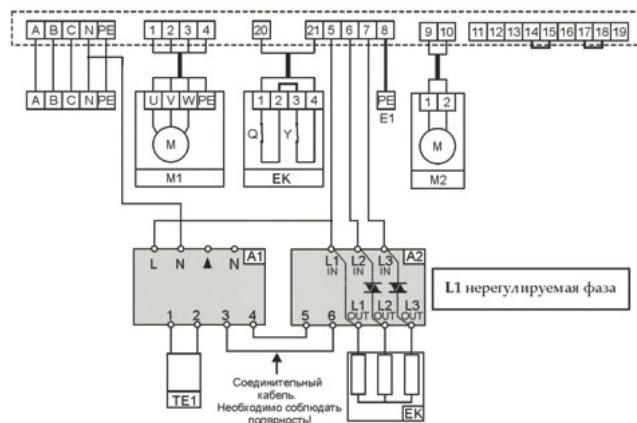 A B C N PE 1 2 3 4 20 21 5 6 7 8 9 10 11 12 13 14 15 16 17 18 19
A B C N PE U V W PE 1 2 3 4 PE 1 2
E1
Q Y
M M
M1 EK M2
L N ▲ N A1 L1 L2 L3 A2
IN IN IN
L1 нерегулируемая фаза
L1 L2 L3
1 2 3 4 5 6 OUT OUT OUT
TE1
Соединительный
кабель.
Необходимо соблюдать
полярность!
EK